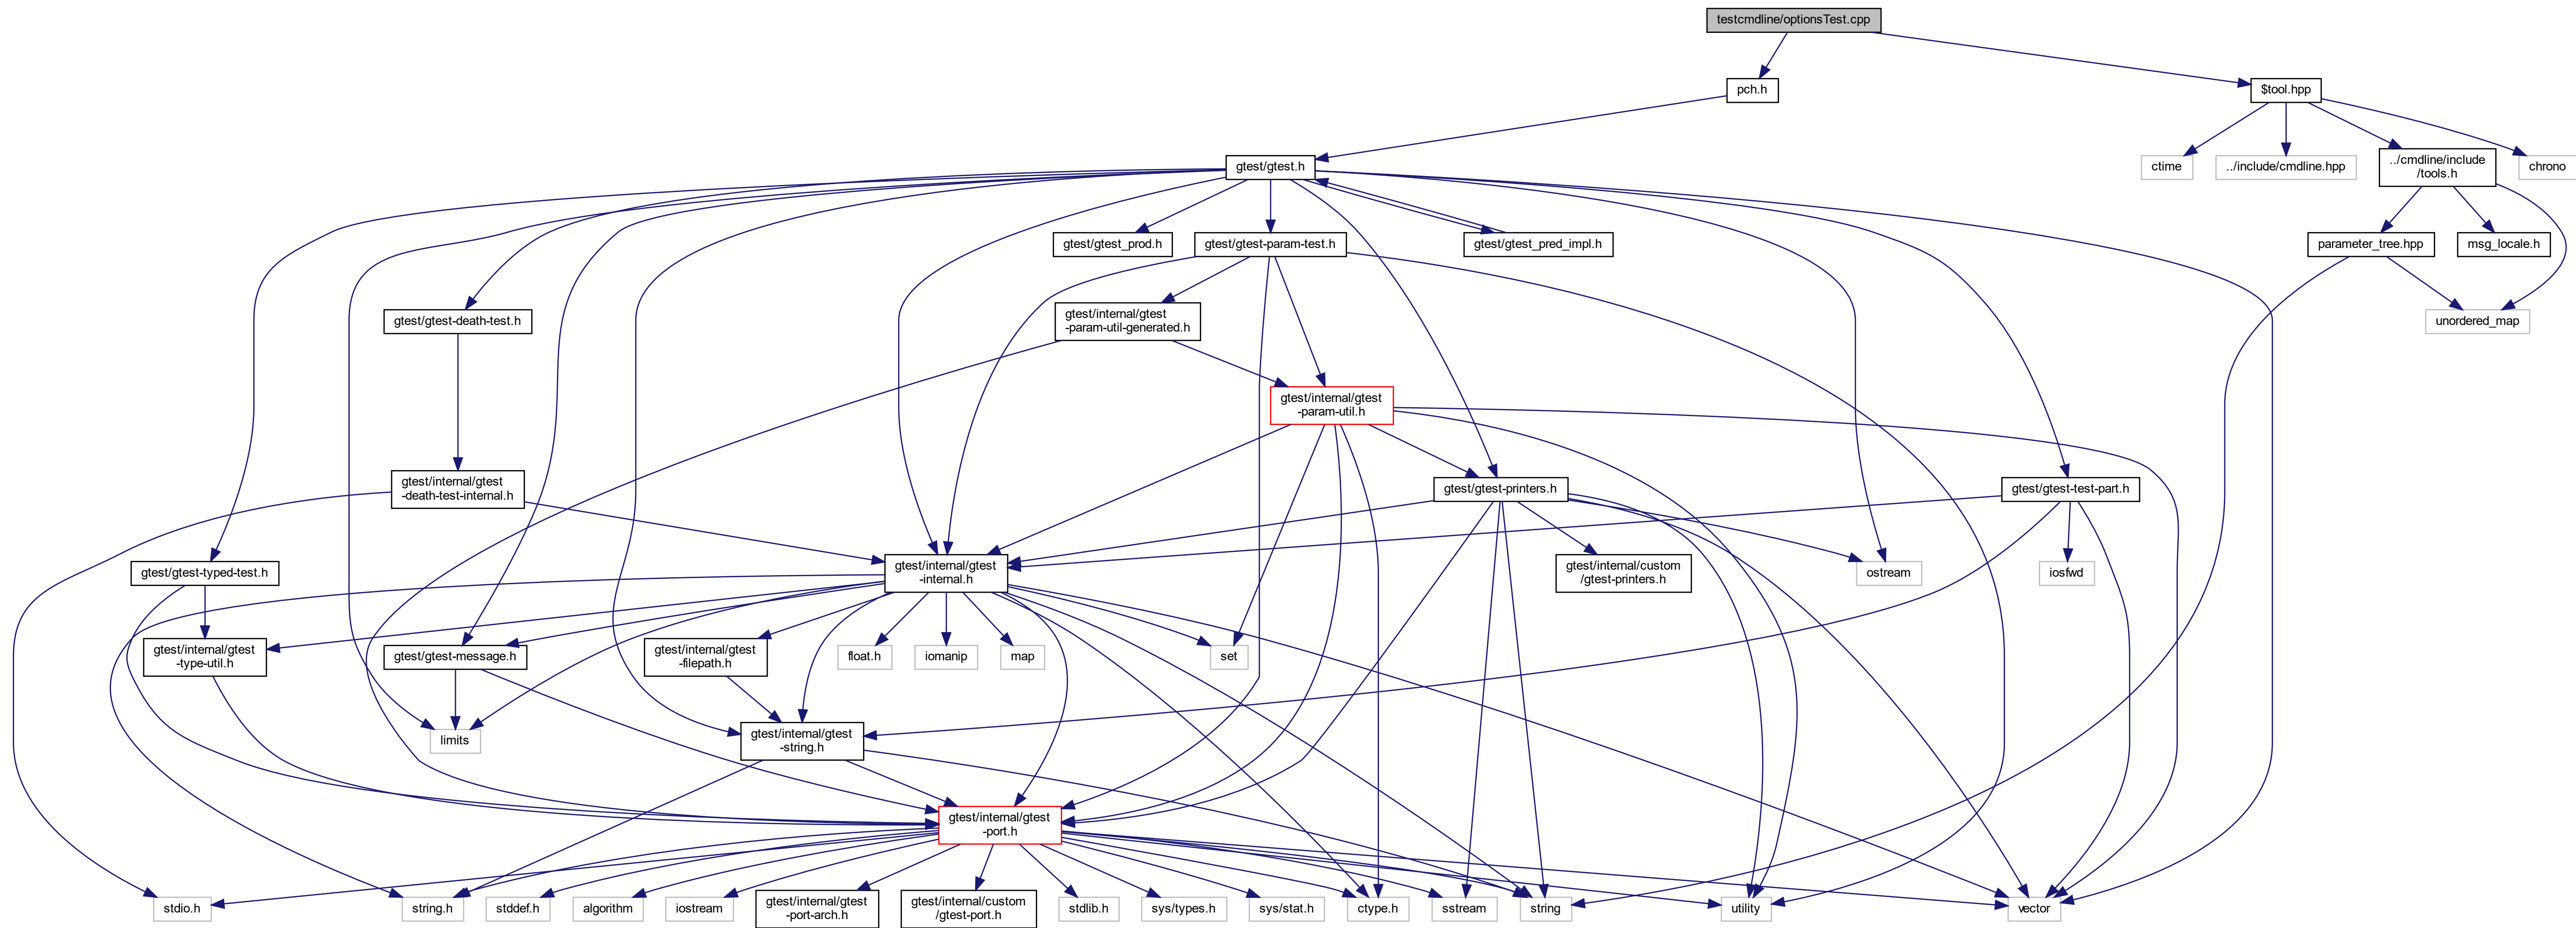 testcmdline/optionsTest.cpp
pch.h
$tool.hpp
gtest/gtest.h
ctime
../include/cmdline.hpp
../cmdline/include
/tools.h
chrono
gtest/gtest_prod.h
gtest/gtest-param-test.h
gtest/gtest_pred_impl.h
parameter_tree.hpp
msg_locale.h
gtest/gtest-death-test.h
gtest/internal/gtest
-param-util-generated.h
unordered_map
gtest/internal/gtest
-param-util.h
gtest/internal/gtest
-death-test-internal.h
gtest/gtest-printers.h
gtest/gtest-test-part.h
gtest/gtest-typed-test.h
gtest/internal/gtest
-internal.h
gtest/internal/custom
/gtest-printers.h
ostream
iosfwd
gtest/internal/gtest
-type-util.h
gtest/gtest-message.h
gtest/internal/gtest
-filepath.h
float.h
iomanip
map
set
limits
gtest/internal/gtest
-string.h
gtest/internal/gtest
-port.h
stdio.h
string.h
stddef.h
algorithm
iostream
gtest/internal/gtest
-port-arch.h
gtest/internal/custom
/gtest-port.h
stdlib.h
sys/types.h
sys/stat.h
ctype.h
sstream
string
utility
vector